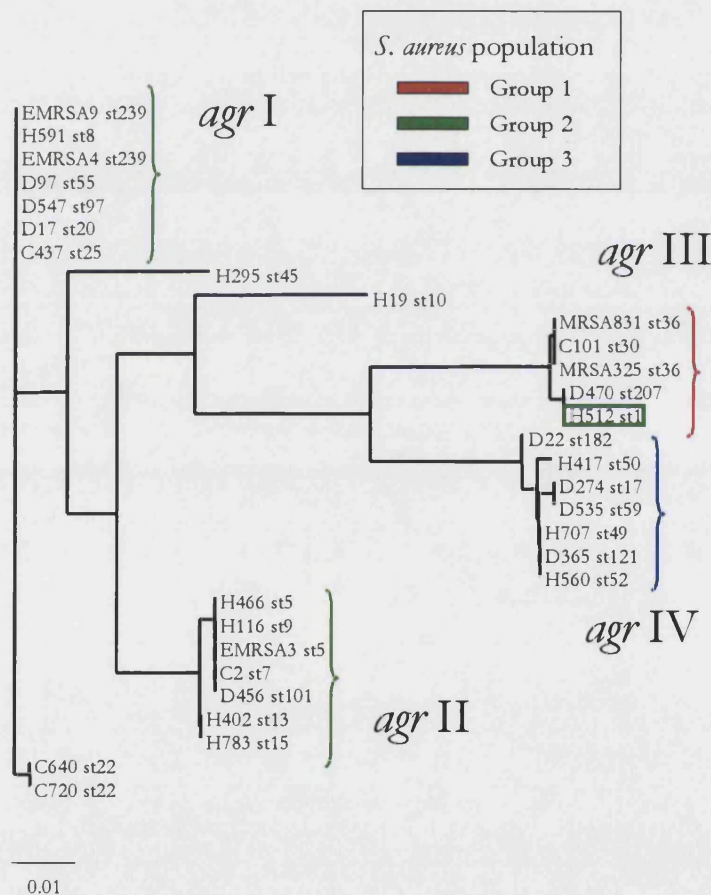 S. aureus population
Group 1
Group 2
Group 3
agr I
EMRSA9 st239
H591 st8
EMRSA4 st239
D97 st55
D547 st97
D17 st20
C437 st25
H295 st45
H19 st10
agr III
MRSA831 st36
C101 st30
MRSA325 st36
D470 st207
H512 st1
D22 st182
H417 st50
D274 st17
D535 st59
H707 st49
D365 st121
H560 st52
agr IV
H466 st5
H116 st9
EMRSA3 st5
C2 st7
D456 st101
H402 st13
H783 st15
agr II
C640 st22
C720 st22
0.01